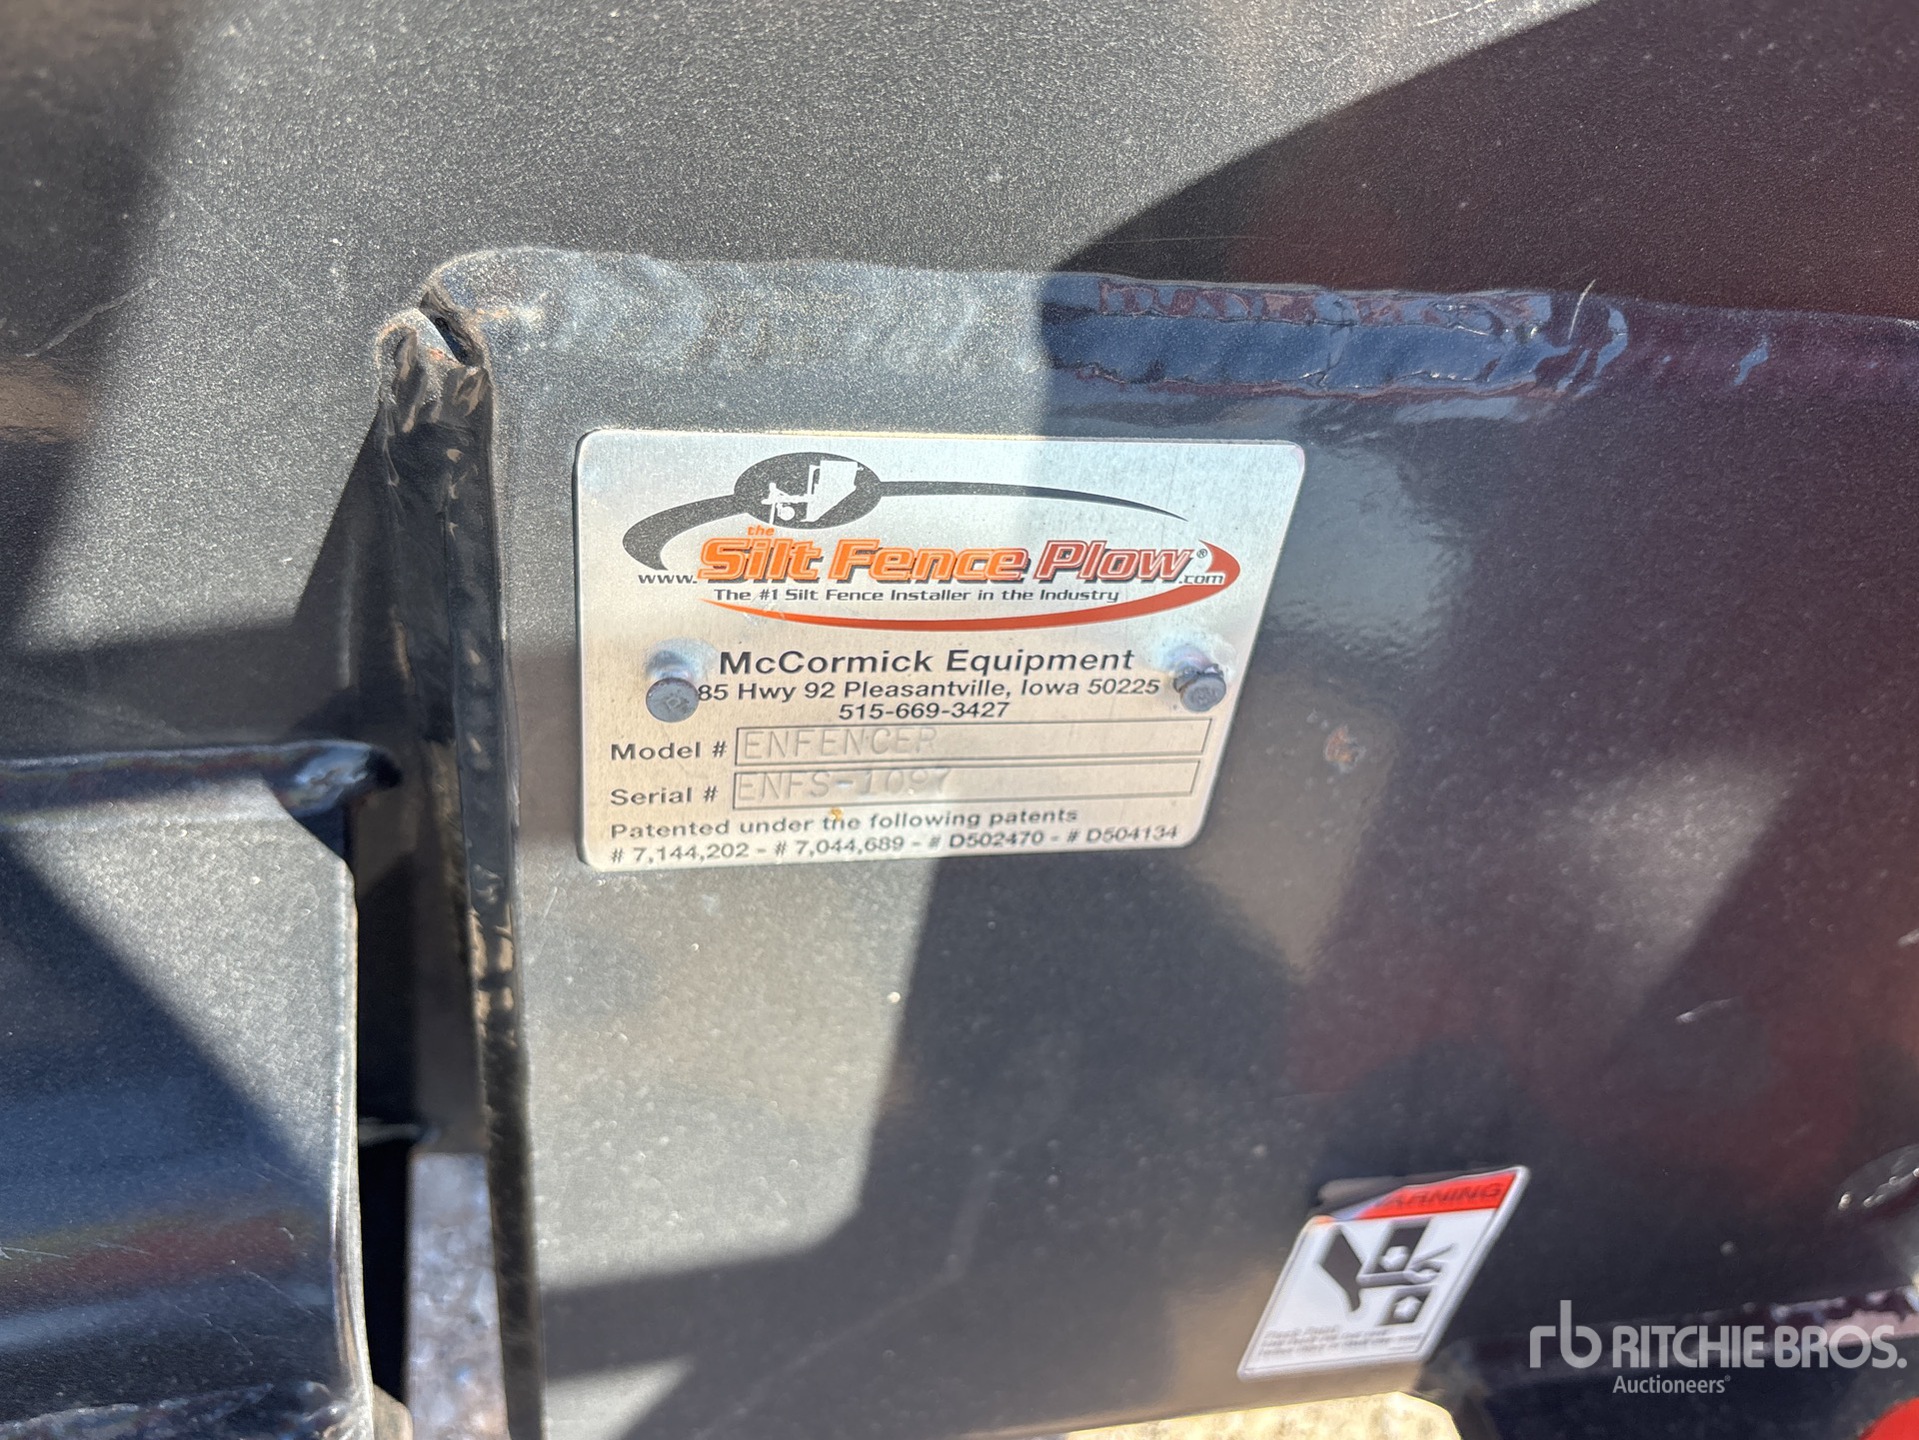 the
www. Silt Fence Plow®.com
The #1 Silt Fence Installer in the Industry
McCormick Equipment
85 Hwy 92 Pleasantville, Iowa 50225
515-669-3427
Model # ENFENCER
Serial # ENFS-1097
Patented under the following patents
# 7,144,202 - # 7,044,689 - # D502470 - # D504134
WARNING
rb RITCHIE BROS.
Auctioneers®